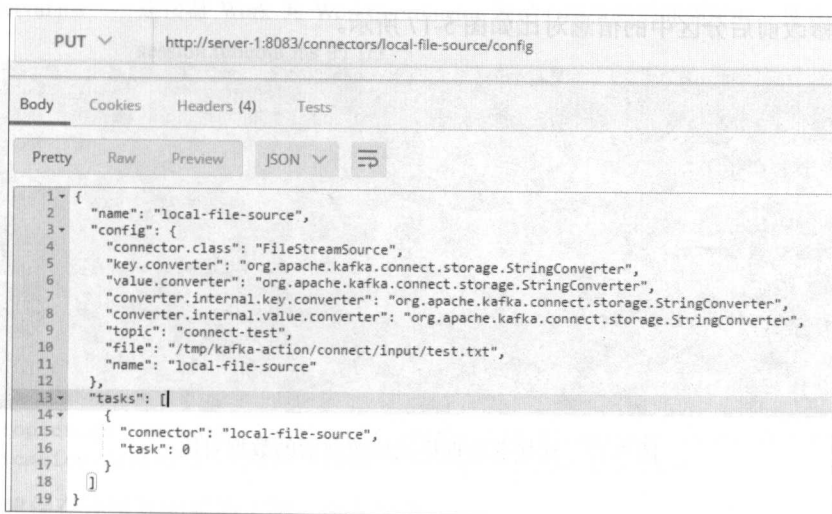 PUT http://server-1:8083/connectors/local-file-source/config
Body Cookies Headers (4) Tests
Pretty Raw Preview JSON
1 {
2 "name": "local-file-source",
3 "config": {
4 "connector.class": "FileStreamSource",
5 "key.converter": "org.apache.kafka.connect.storage.StringConverter",
6 "value.converter": "org.apache.kafka.connect.storage.StringConverter",
7 "converter.internal.key.converter": "org.apache.kafka.connect.storage.StringConverter",
8 "converter.internal.value.converter": "org.apache.kafka.connect.storage.StringConverter",
9 "topic": "connect-test",
10 "file": "/tmp/kafka-action/connect/input/test.txt",
11 "name": "local-file-source"
12 },
13 "tasks": [
14 {
15 "connector": "local-file-source",
16 "task": 0
17 }
18 ]
19 }